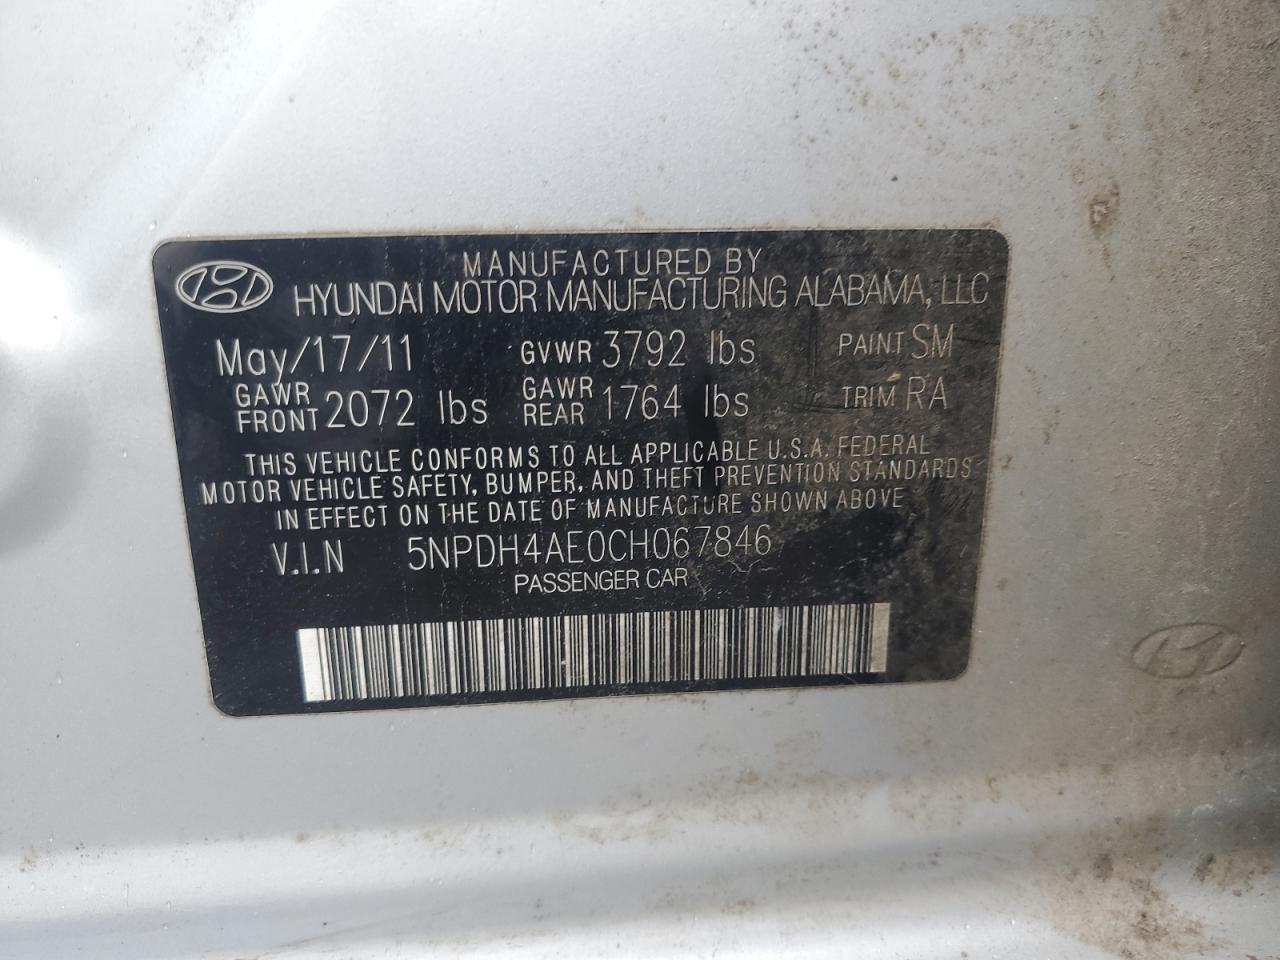 MANUFACTURED BY
HYUNDAI MOTOR MANUFACTURING ALABAMA, LLC
May/17/11 GVWR 3792 lbs PAINT SM
GAWR FRONT 2072 lbs GAWR REAR 1764 lbs TRIM RA
THIS VEHICLE CONFORMS TO ALL APPLICABLE U.S.A. FEDERAL
MOTOR VEHICLE SAFETY, BUMPER, AND THEFT PREVENTION STANDARDS
IN EFFECT ON THE DATE OF MANUFACTURE SHOWN ABOVE
V.I.N 5NPDH4AE0CH067846
PASSENGER CAR